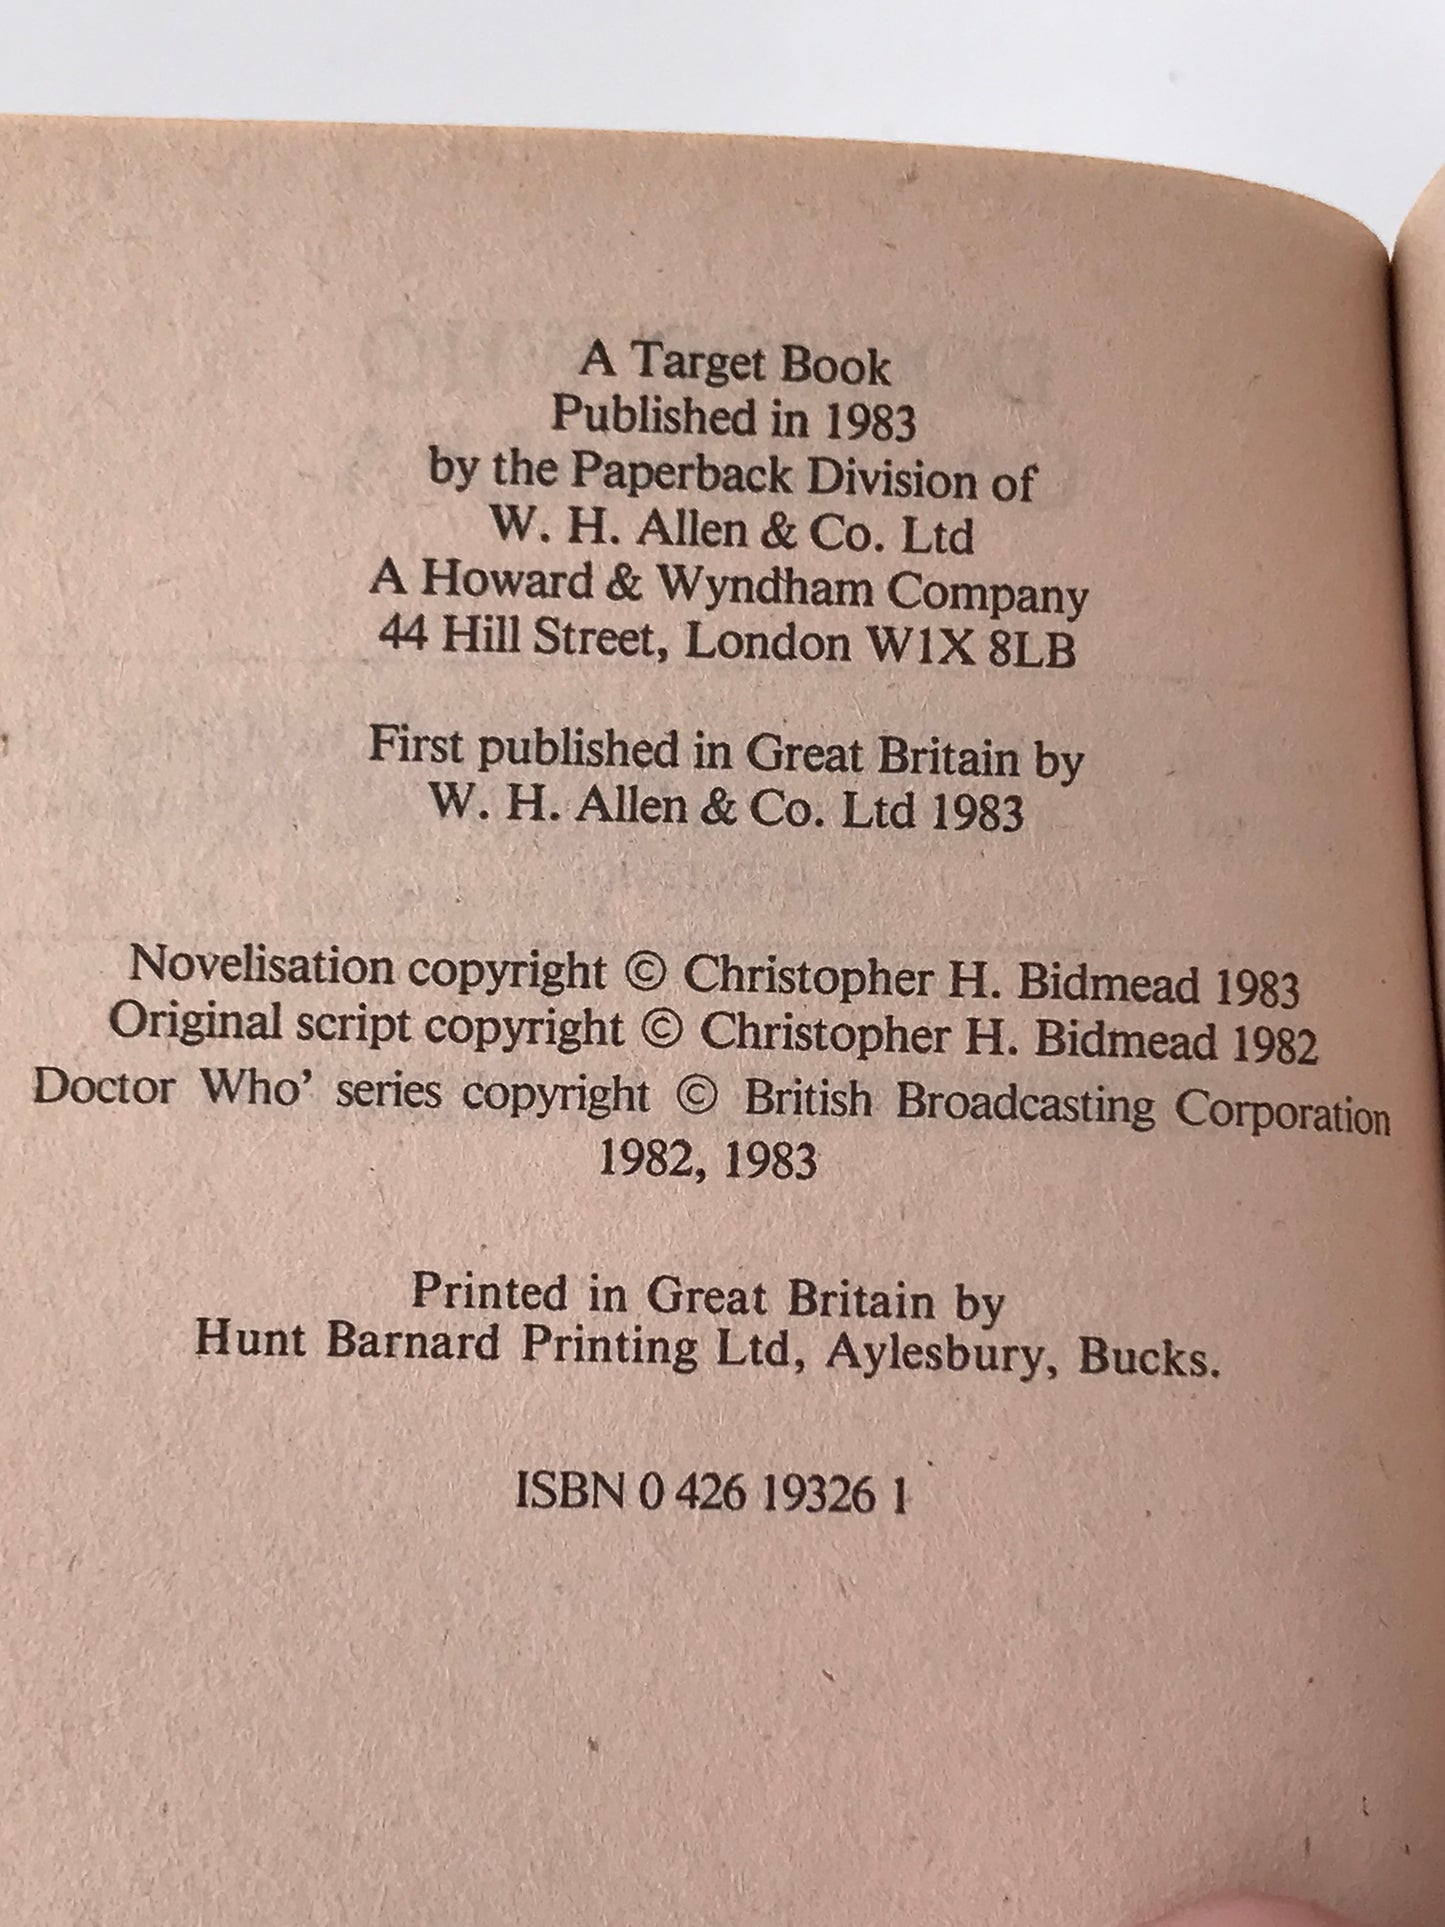 A Target Book
Published in 1983
by the Paperback Division of
W. H. Allen & Co. Ltd
A Howard & Wyndham Company
44 Hill Street, London W1X 8LB
First published in Great Britain by
W. H. Allen & Co. Ltd 1983
Novelisation copyright © Christopher H. Bidmead 1983
Original script copyright © Christopher H. Bidmead 1982
Doctor Who’ series copyright © British Broadcasting Corporation
1982, 1983
Printed in Great Britain by
Hunt Barnard Printing Ltd, Aylesbury, Bucks.
ISBN 0 426 19326 1